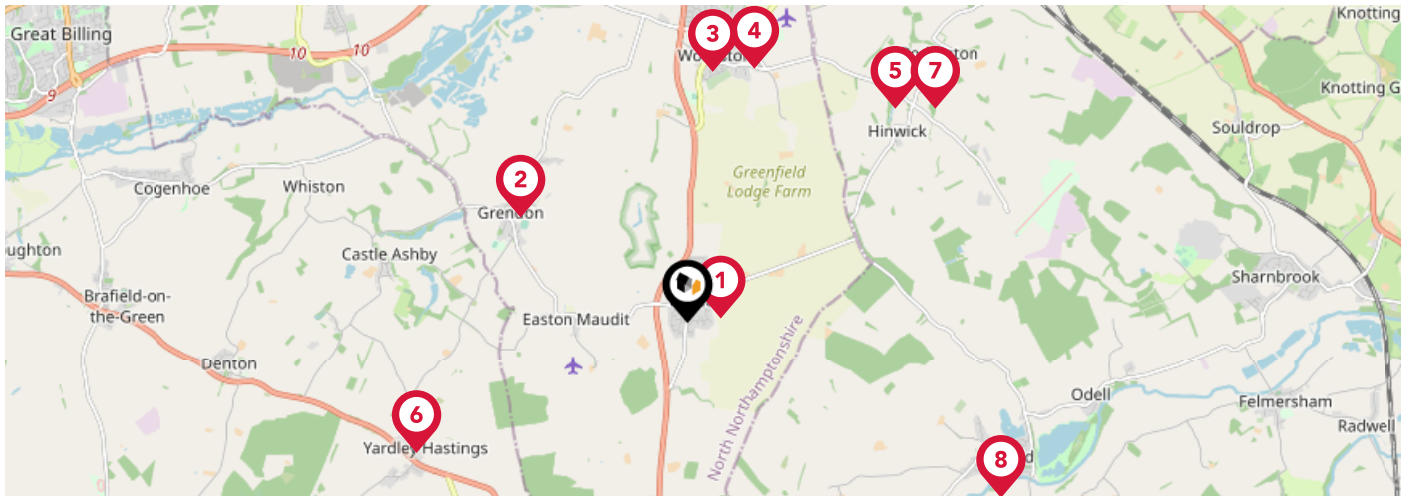 Knotting
Great Billing
3
4
10
10
5
7
Knotting G
9
Souldrop
Hinwick
Greenfield
Lodge Farm
2
Cogenhoe
Whiston
Grendon
oughton
Castle Ashby
1
Sharnbrook
Brafield-on-
the-Green
Easton Maudit
North Northamptonshire
Denton
Odell
Felmersham
6
Radwell
Yardley Hastings
8
d